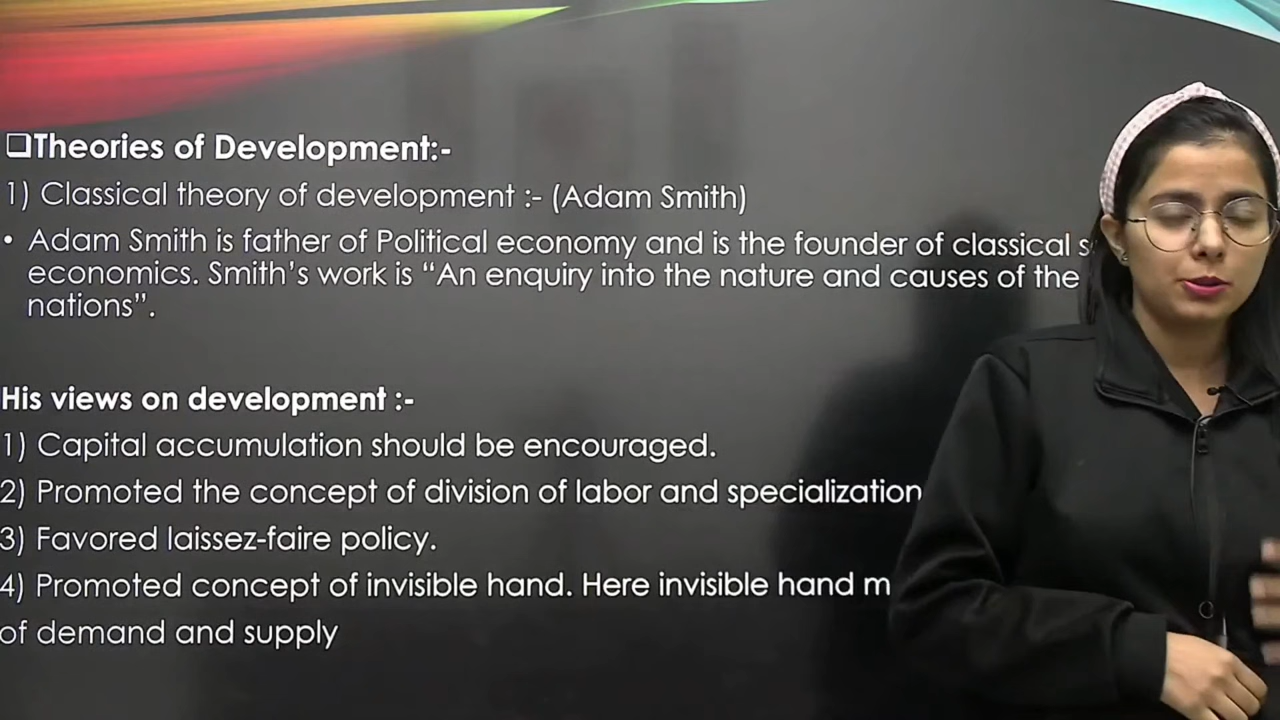 ❑Theories of Development:-
1) Classical theory of development :- (Adam Smith)
• Adam Smith is father of Political economy and is the founder of classical
economics. Smith's work is “An enquiry into the nature and causes of the
nations”.
His views on development :-
1) Capital accumulation should be encouraged.
2) Promoted the concept of division of labor and specialization
3) Favored laissez-faire policy.
4) Promoted concept of invisible hand. Here invisible hand
of demand and supply